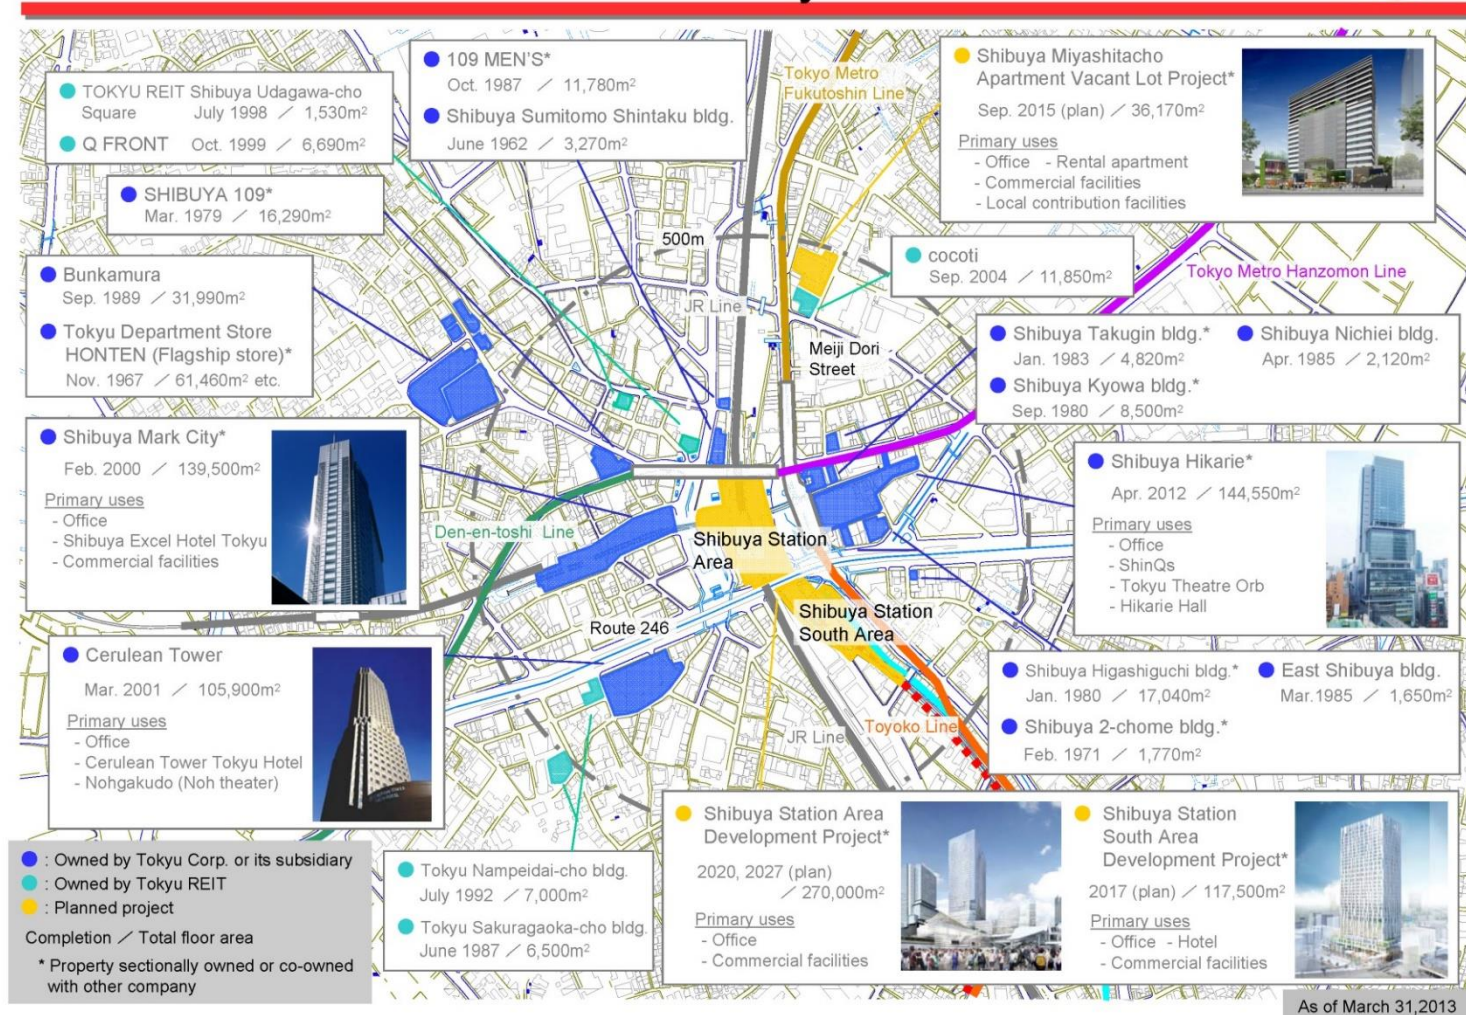 TOKYU REIT Shibuya Udagawa-cho
Square July 1998 ／ 1,530m²
Q FRONT Oct. 1999 ／ 6,690m²
109 MEN'S*
Oct. 1987 ／ 11,780m²
Shibuya Sumitomo Shintaku bldg.
June 1962 ／ 3,270m²
Tokyo Metro
Fukutoshin Line
Shibuya Miyashitacho
Apartment Vacant Lot Project*
Sep. 2015 (plan) ／ 36,170m²
Primary uses
- Office - Rental apartment
- Commercial facilities
- Local contribution facilities
SHIBUYA 109*
Mar. 1979 ／ 16,290m²
500m
cocoti
Sep. 2004 ／ 11,850m²
Tokyo Metro Hanzomon Line
Bunkamura
Sep. 1989 ／ 31,990m²
Tokyu Department Store
HONTEN (Flagship store)*
Nov. 1967 ／ 61,460m² etc.
JR Line
Meiji Dori
Street
Shibuya Takugin bldg.* Shibuya Nichiei bldg.
Jan. 1983 ／ 4,820m² Apr. 1985 ／ 2,120m²
Shibuya Kyowa bldg.*
Sep. 1980 ／ 8,500m²
Shibuya Mark City*
Feb. 2000 ／ 139,500m²
Primary uses
- Office
- Shibuya Excel Hotel Tokyu
- Commercial facilities
Den-en-toshi Line
Shibuya Station
Area
Shibuya Hikarie*
Apr. 2012 ／ 144,550m²
Primary uses
- Office
- ShinQs
- Tokyu Theatre Orb
- Hikarie Hall
Shibuya Station
South Area
Route 246
Cerulean Tower
Mar. 2001 ／ 105,900m²
Primary uses
- Office
- Cerulean Tower Tokyu Hotel
- Nohgakudo (Noh theater)
Shibuya Higashiguchi bldg.* East Shibuya bldg.
Jan. 1980 ／ 17,040m² Mar.1985 ／ 1,650m²
Shibuya 2-chome bldg.*
Feb. 1971 ／ 1,770m²
JR Line
Toyoko Line
Shibuya Station Area
Development Project*
2020, 2027 (plan)
／ 270,000m²
Primary uses
- Office
- Commercial facilities
Shibuya Station
South Area
Development Project*
2017 (plan) ／ 117,500m²
Primary uses
- Office - Hotel
- Commercial facilities
Tokyu Nampeidai-cho bldg.
July 1992 ／ 7,000m²
Tokyu Sakuragaoka-cho bldg.
June 1987 ／ 6,500m²
: Owned by Tokyu Corp. or its subsidiary
: Owned by Tokyu REIT
: Planned project
Completion ／ Total floor area
* Property sectionally owned or co-owned
with other company
As of March 31,2013